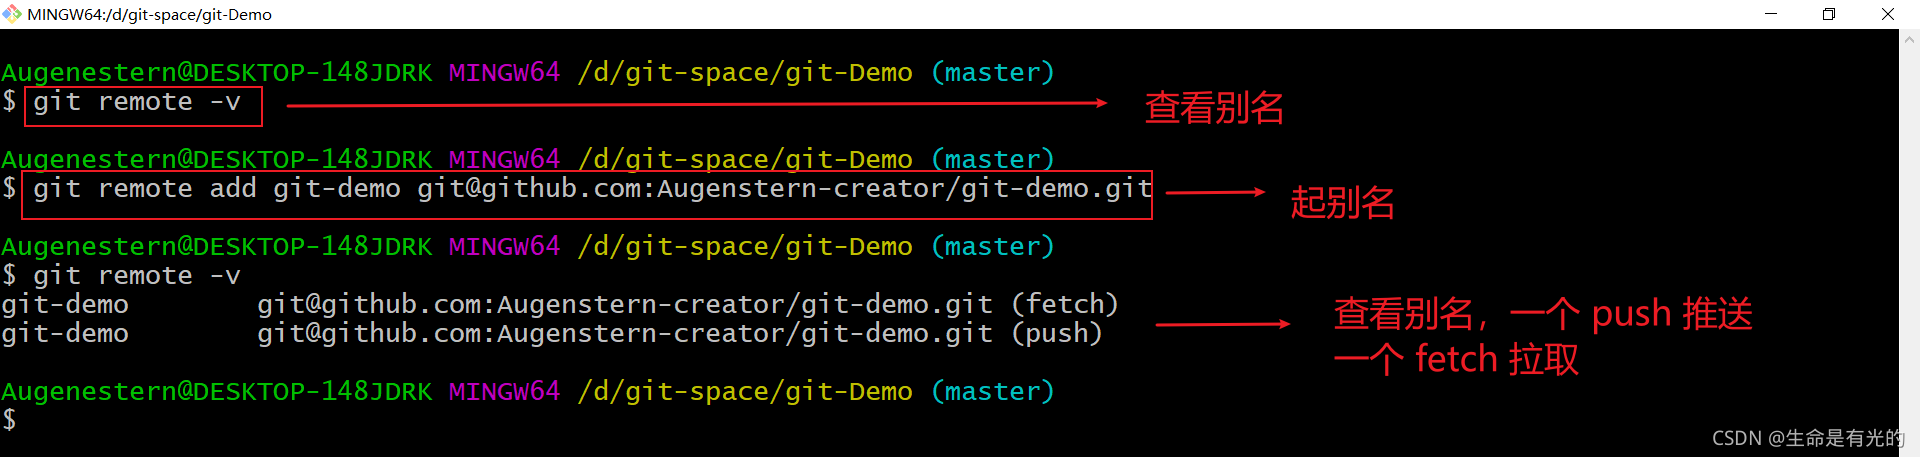 MINGW64:/d/git-space/git-Demo
Augenestern@DESKTOP-148JDRK MINGW64 /d/git-space/git-Demo (master)
$ git remote -v
查看别名
Augenestern@DESKTOP-148JDRK MINGW64 /d/git-space/git-Demo (master)
$ git remote add git-demo git@github.com:Augenstern-creator/git-demo.git
起别名
Augenestern@DESKTOP-148JDRK MINGW64 /d/git-space/git-Demo (master)
$ git remote -v
git-demo git@github.com:Augenstern-creator/git-demo.git (fetch)
git-demo git@github.com:Augenstern-creator/git-demo.git (push)
查看别名，一个 push 推送
一个 fetch 拉取
Augenestern@DESKTOP-148JDRK MINGW64 /d/git-space/git-Demo (master)
$
CSDN @生命是有光的